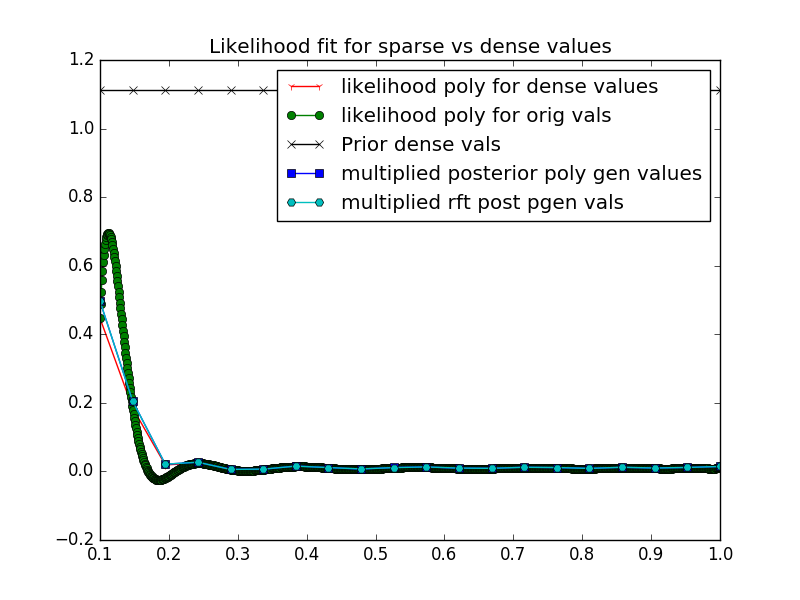 Likelihood fit for sparse vs dense values
1.2
1.0
0.8
0.6
0.4
0.2
0.0
−0.2
likelihood poly for dense values
likelihood poly for orig vals
Prior dense vals
multiplied posterior poly gen values
multiplied rft post pgen vals
0.1 0.2 0.3 0.4 0.5 0.6 0.7 0.8 0.9 1.0